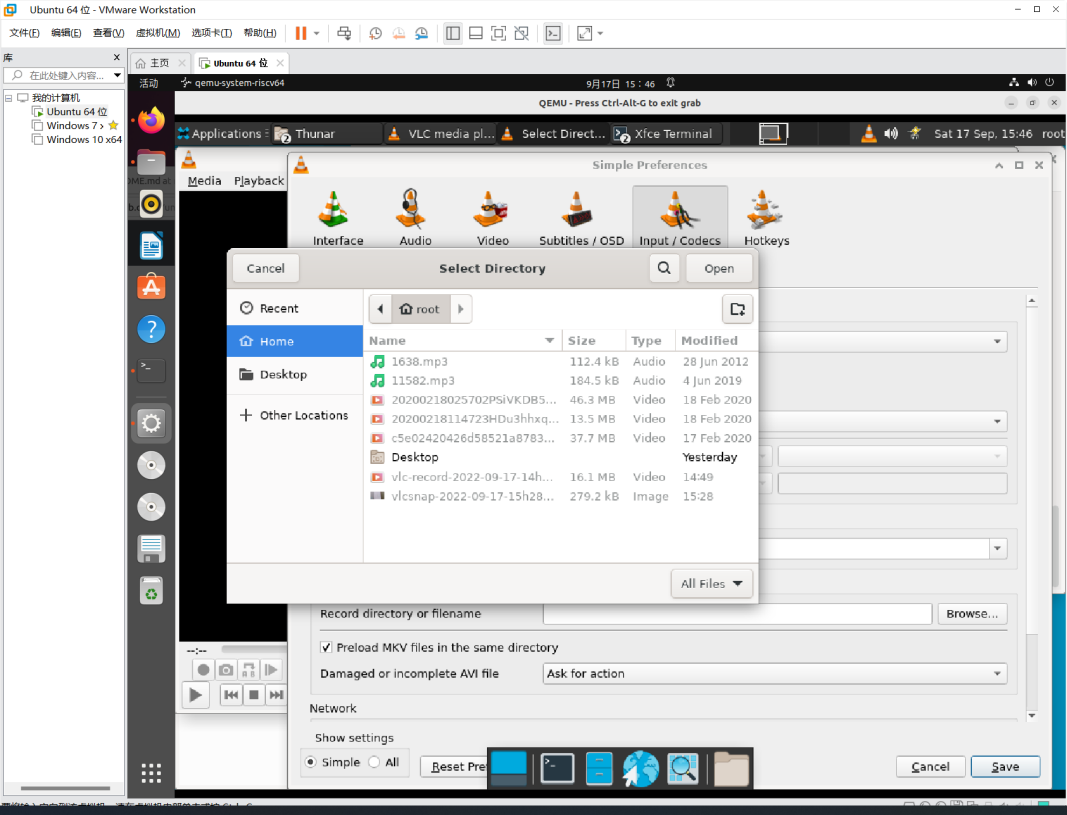 Ubuntu 64 位 - VMware Workstation
文件(F) 编辑(E) 查看(V) 虚拟机(M) 选项卡(T) 帮助(H)
库
主页 Ubuntu 64 位
在此处键入内容...
活动 qemu-system-riscv64 9月17日 15：46
我的计算机
Ubuntu 64 位
Windows 7 x
Windows 10 x64
QEMU - Press Ctrl-Alt-G to exit grab
Applications Thunar VLC media pl... Select Direct... Xfce Terminal Sat 17 Sep, 15:46 root
Simple Preferences
Media Playback
Interface Audio Video Subtitles / OSD Input / Codecs Hotkeys
Cancel Select Directory Open
Recent
Home
Desktop
Other Locations
root
Name Size Type Modified
1638.mp3 112.4 kB Audio 28 Jun 2012
11582.mp3 184.5 kB Audio 4 Jun 2019
20200218025702PSiVKDB5... 46.3 MB Video 18 Feb 2020
20200218114723HDu3hhxq... 13.5 MB Video 18 Feb 2020
c5e02420426d58521a8783... 37.7 MB Video 17 Feb 2020
Desktop Yesterday
vlc-record-2022-09-17-14h... 16.1 MB Video 14:49
vlcsnap-2022-09-17-15h28... 279.2 kB Image 15:28
All Files
Record directory or filename Browse...
Preload MKV files in the same directory
Damaged or incomplete AVI file Ask for action
Network
--:--
Show settings
Simple All
Reset Pre
Cancel Save